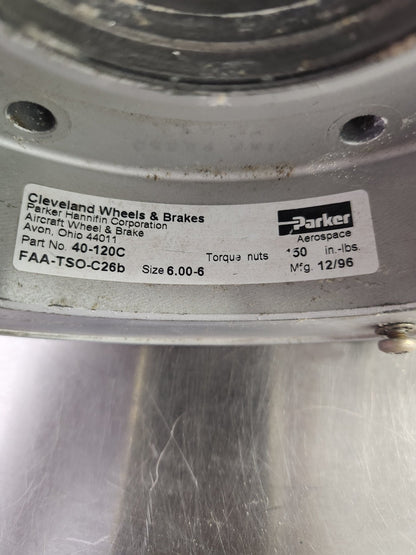 Cleveland Wheels & Brakes
Parker Hannifin Corporation
Aircraft Wheel & Brake
Avon, Ohio 44011
Part No. 40-120C
FAA-TSO-C26b Size 6.00-6
Parker
Aerospace
Torque nuts 150 in.-lbs.
Mfg. 12/96